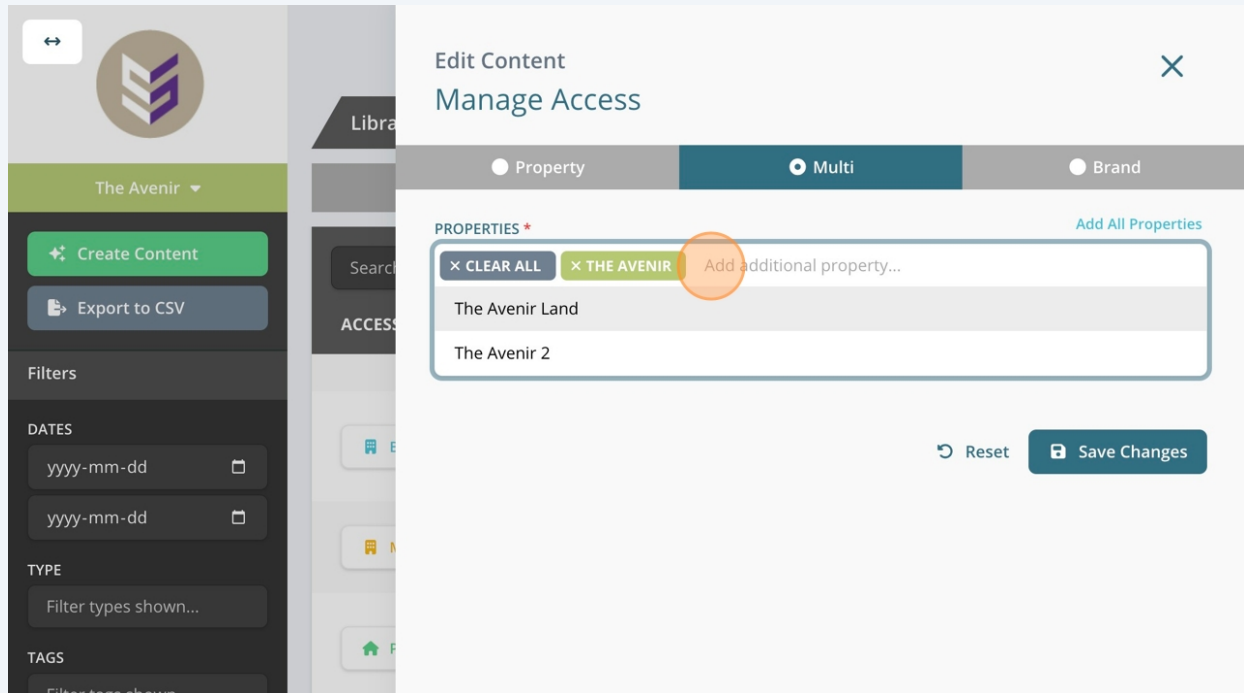 The Avenir
Create Content
Export to CSV
Filters
DATES
yyyy-mm-dd
yyyy-mm-dd
TYPE
Filter types shown...
TAGS
Edit Content
Manage Access
Property
Multi
Brand
PROPERTIES *
Add All Properties
× CLEAR ALL
× THE AVENIR
Add additional property...
The Avenir Land
The Avenir 2
Reset
Save Changes